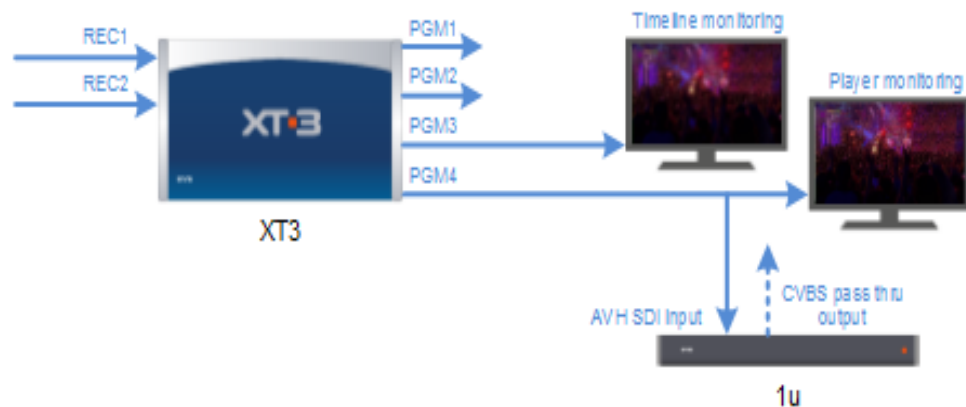 Timeline monitoring
REC1
PGM1
REC2
PGM2
Player monitoring
XT3
PGM3
PGM4
XT3
AVH SDI Input
CVBS pass thru
output
1u